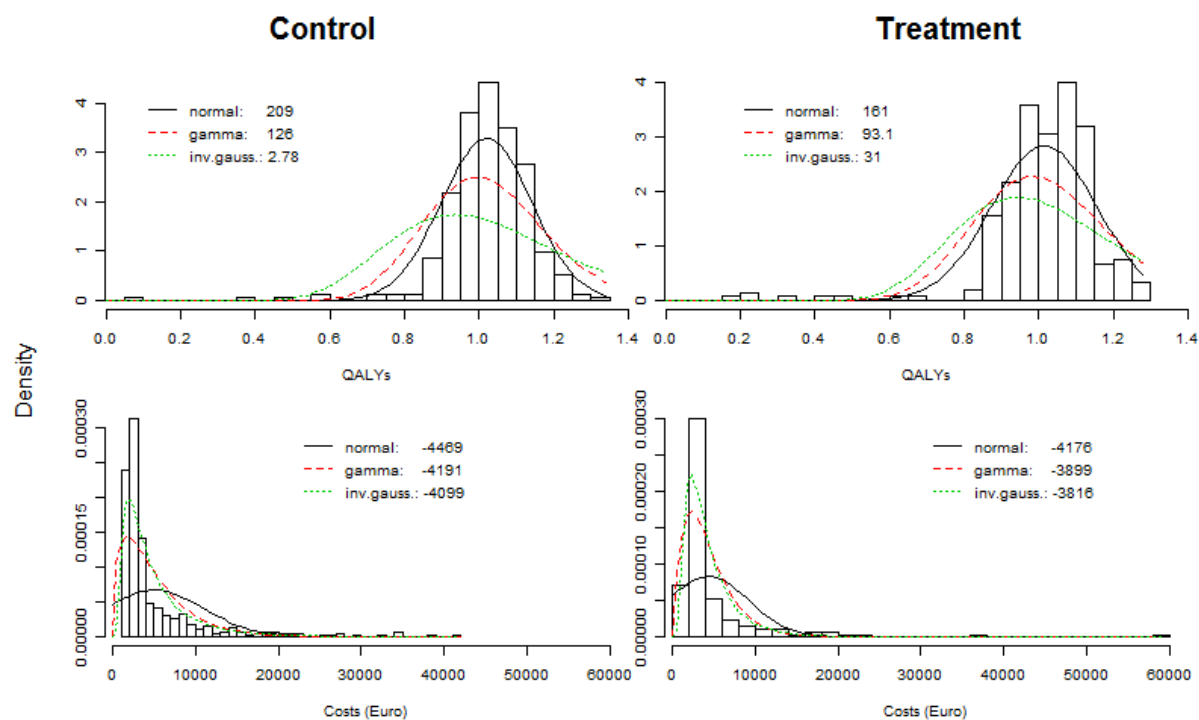 Control
Treatment
normal: 209
gamma: 126
inv.gauss.: 2.78
0 1 2 3 4
0.0 0.2 0.4 0.6 0.8 1.0 1.2 1.4
QALYs
normal: 161
gamma: 93.1
inv.gauss.: 31
0 1 2 3 4
0.0 0.2 0.4 0.6 0.8 1.0 1.2 1.4
QALYs
Density
normal: -4469
gamma: -4191
inv.gauss.: -4099
0.00000 0.00015 0.00030
0 10000 20000 30000 40000 50000 60000
Costs (Euro)
normal: -4176
gamma: -3899
inv.gauss.: -3816
0.00000 0.00010 0.00020 0.00030
0 10000 20000 30000 40000 50000 60000
Costs (Euro)